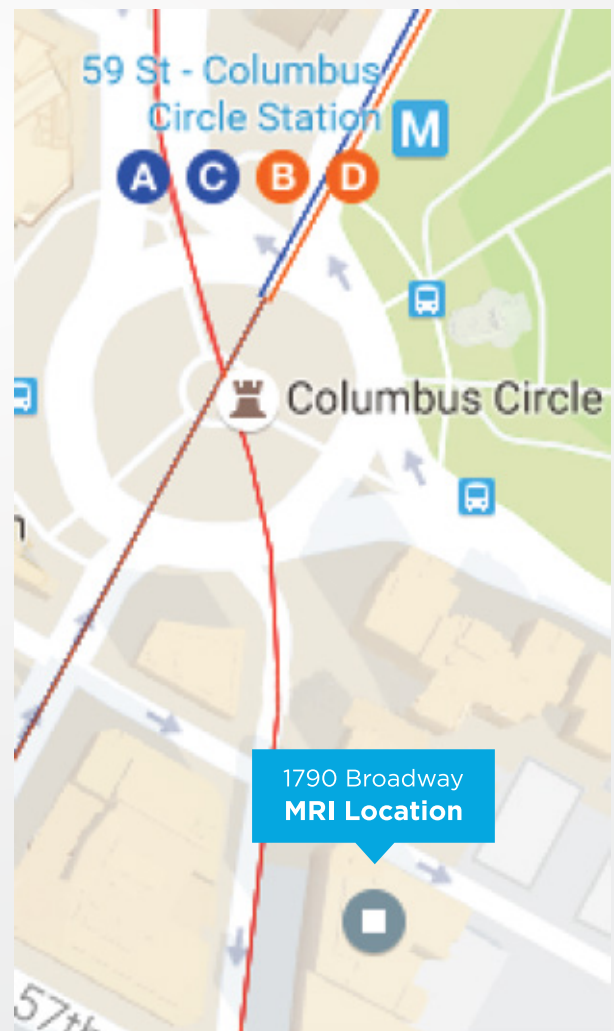 59 St - Columbus
Circle Station
M
A C B D
Columbus Circle
1790 Broadway
MRI Location
57th